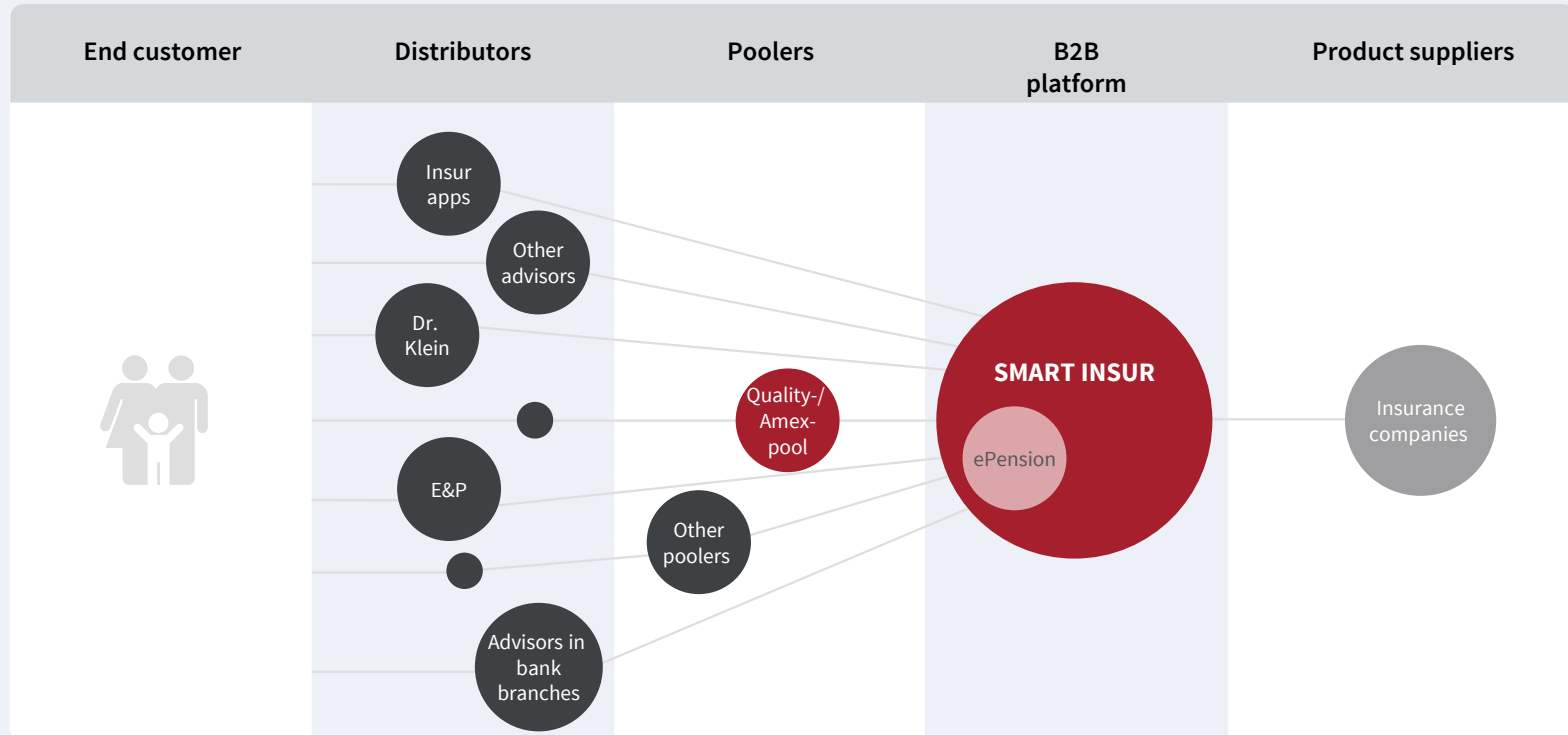 End customer
Distributors
Poolers
B2B
platform
Product suppliers
Insur
apps
Other
advisors
Dr.
Klein
E&P
Advisors in
bank
branches
Quality-/
Amex-
pool
Other
poolers
SMART INSUR
ePension
Insurance
companies